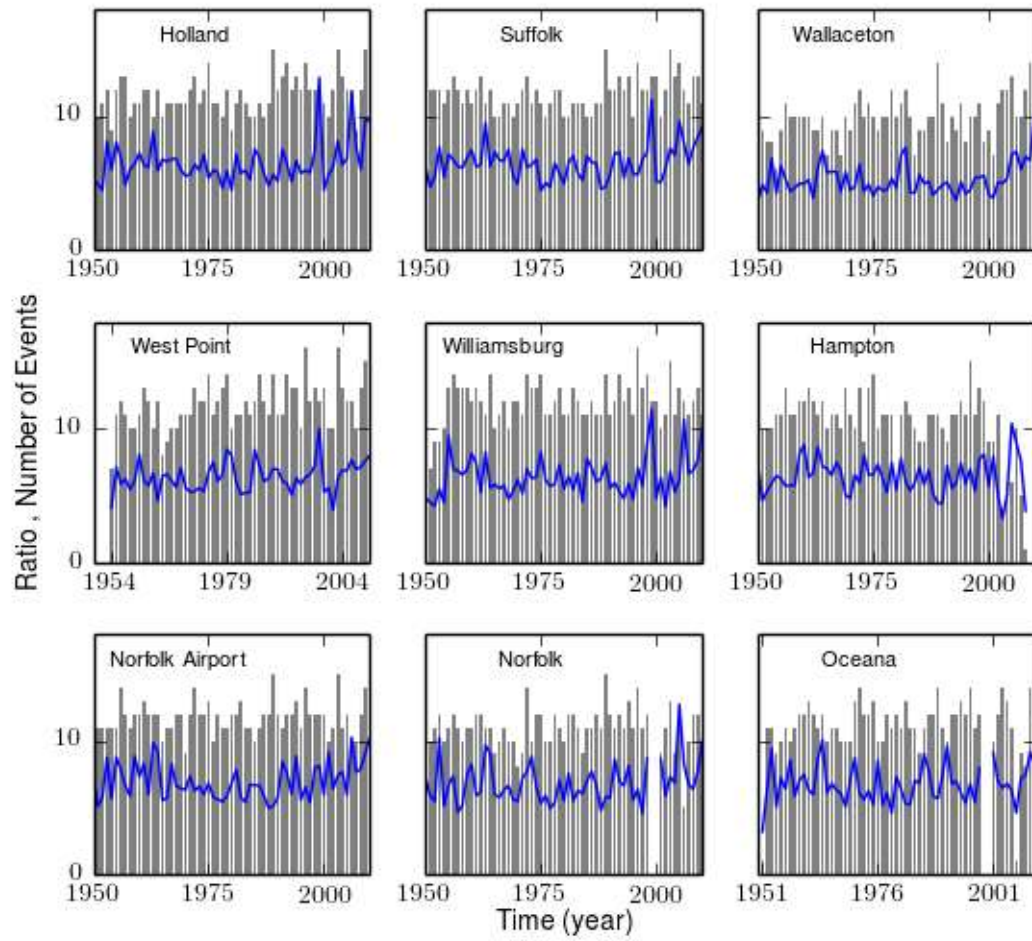 Holland
Suffolk
Wallaceton
10
0
1950 1975 2000
1950 1975 2000
1950 1975 2000
Ratio , Number of Events
West Point
Williamsburg
Hampton
10
0
1954 1979 2004
1950 1975 2000
1950 1975 2000
Norfolk Airport
Norfolk
Oceana
10
0
1950 1975 2000
1950 1975 2000
1951 1976 2001
Time (year)